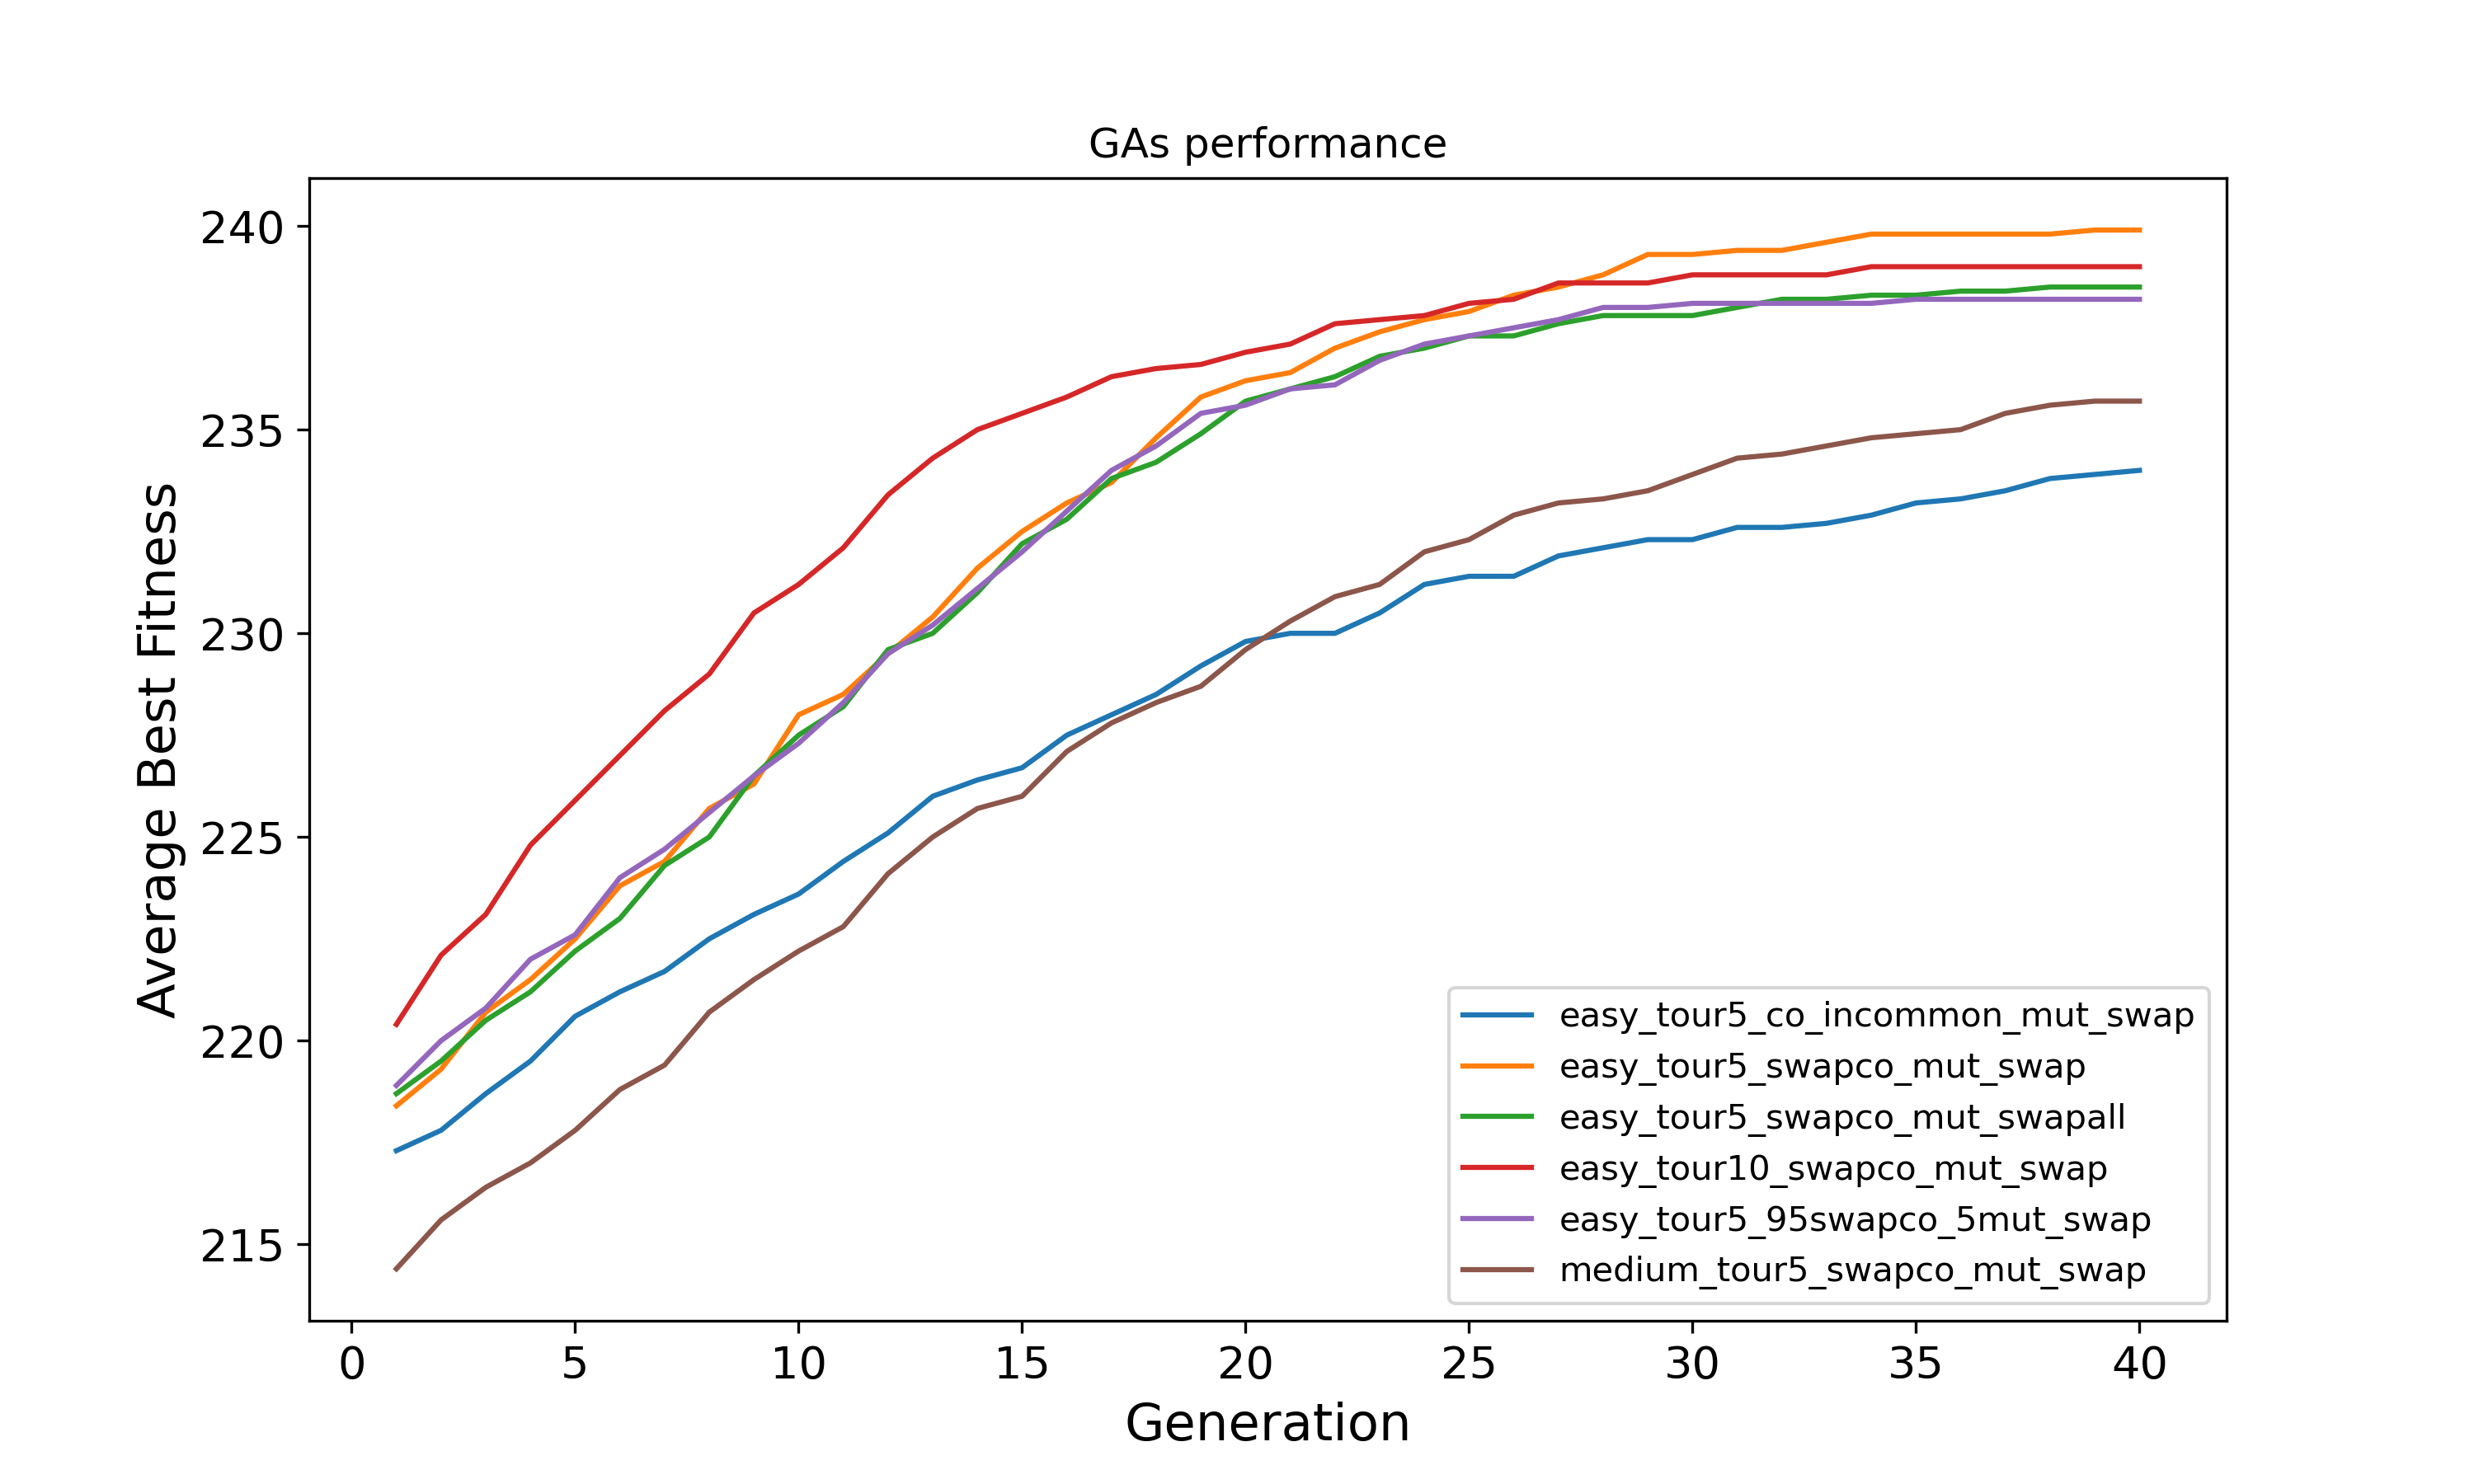 GAs performance
Average Best Fitness
240
235
230
225
220
215
0 5 10 15 20 25 30 35 40
Generation
easy_tour5_co_incommon_mut_swap
easy_tour5_swapco_mut_swap
easy_tour5_swapco_mut_swapall
easy_tour10_swapco_mut_swap
easy_tour5_95swapco_5mut_swap
medium_tour5_swapco_mut_swap